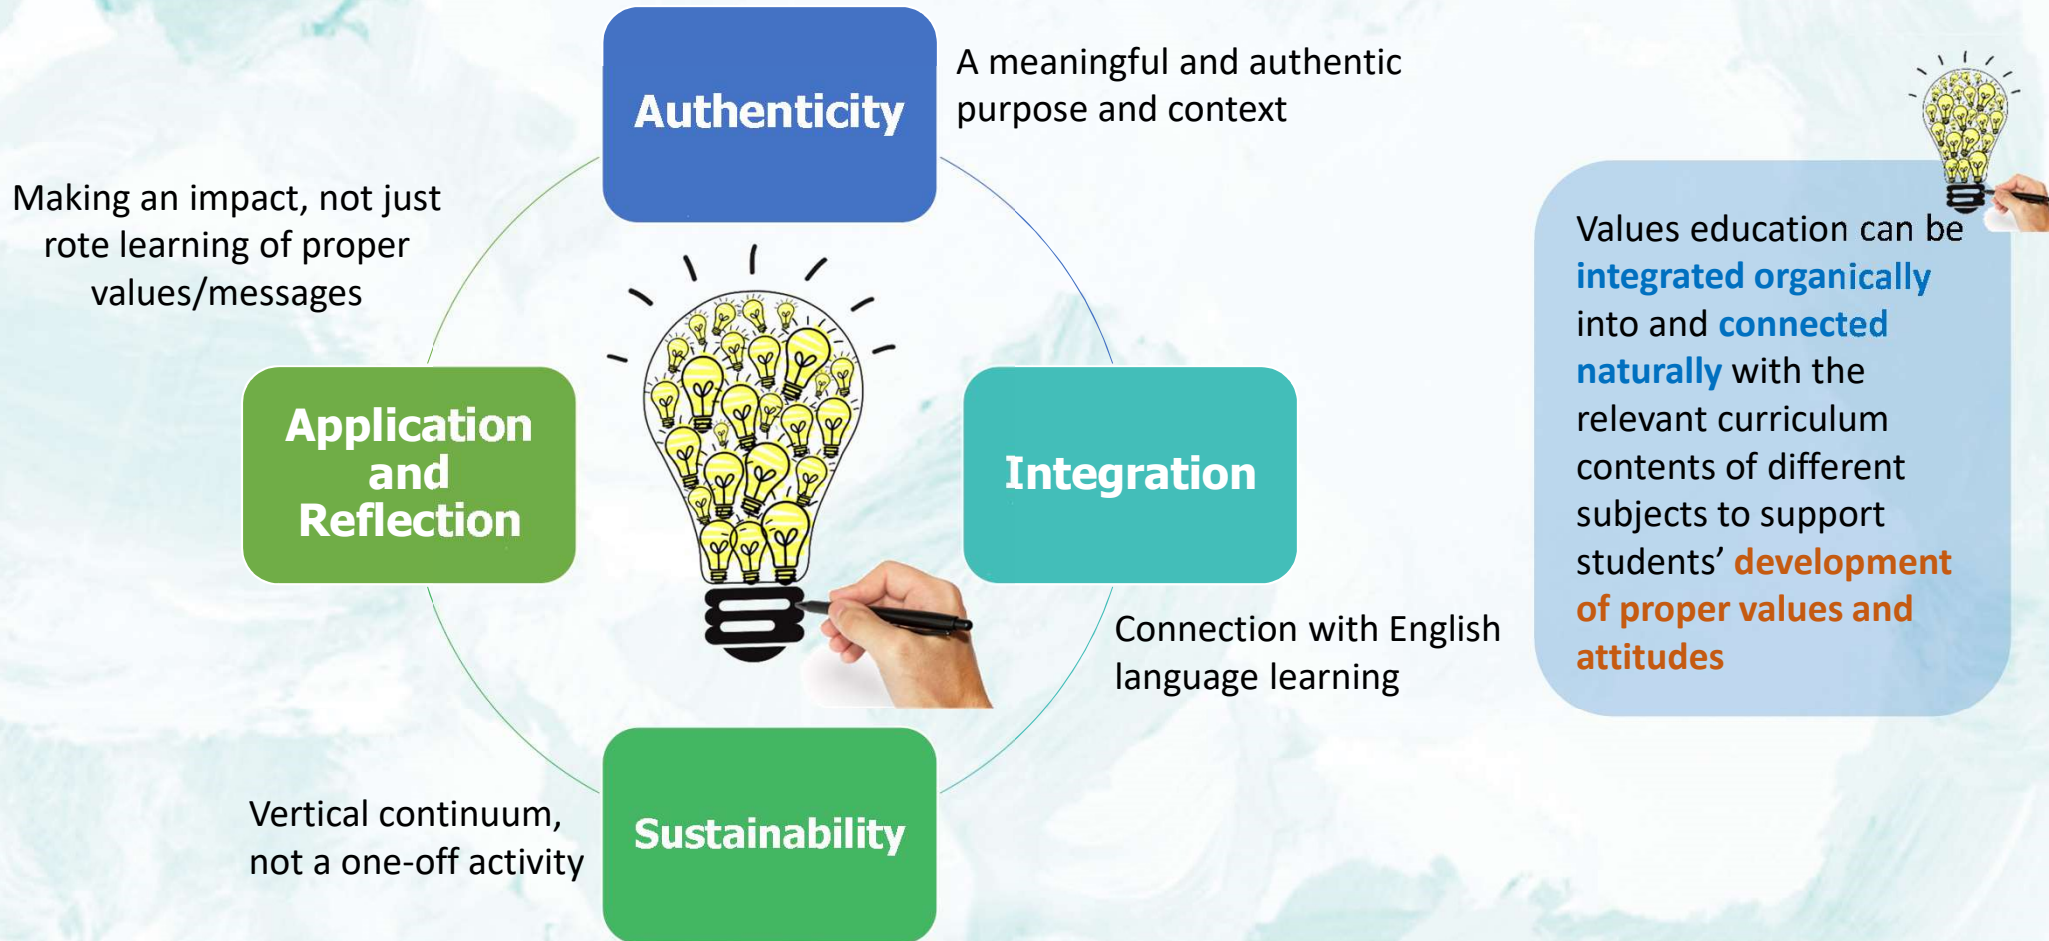 Authenticity
A meaningful and authentic
purpose and context
Making an impact, not just
rote learning of proper
values/messages
Application
and
Reflection
Integration
Connection with English
language learning
Vertical continuum,
not a one-off activity
Sustainability
Values education can be
integrated organically
into and connected
naturally with the
relevant curriculum
contents of different
subjects to support
students’ development
of proper values and
attitudes